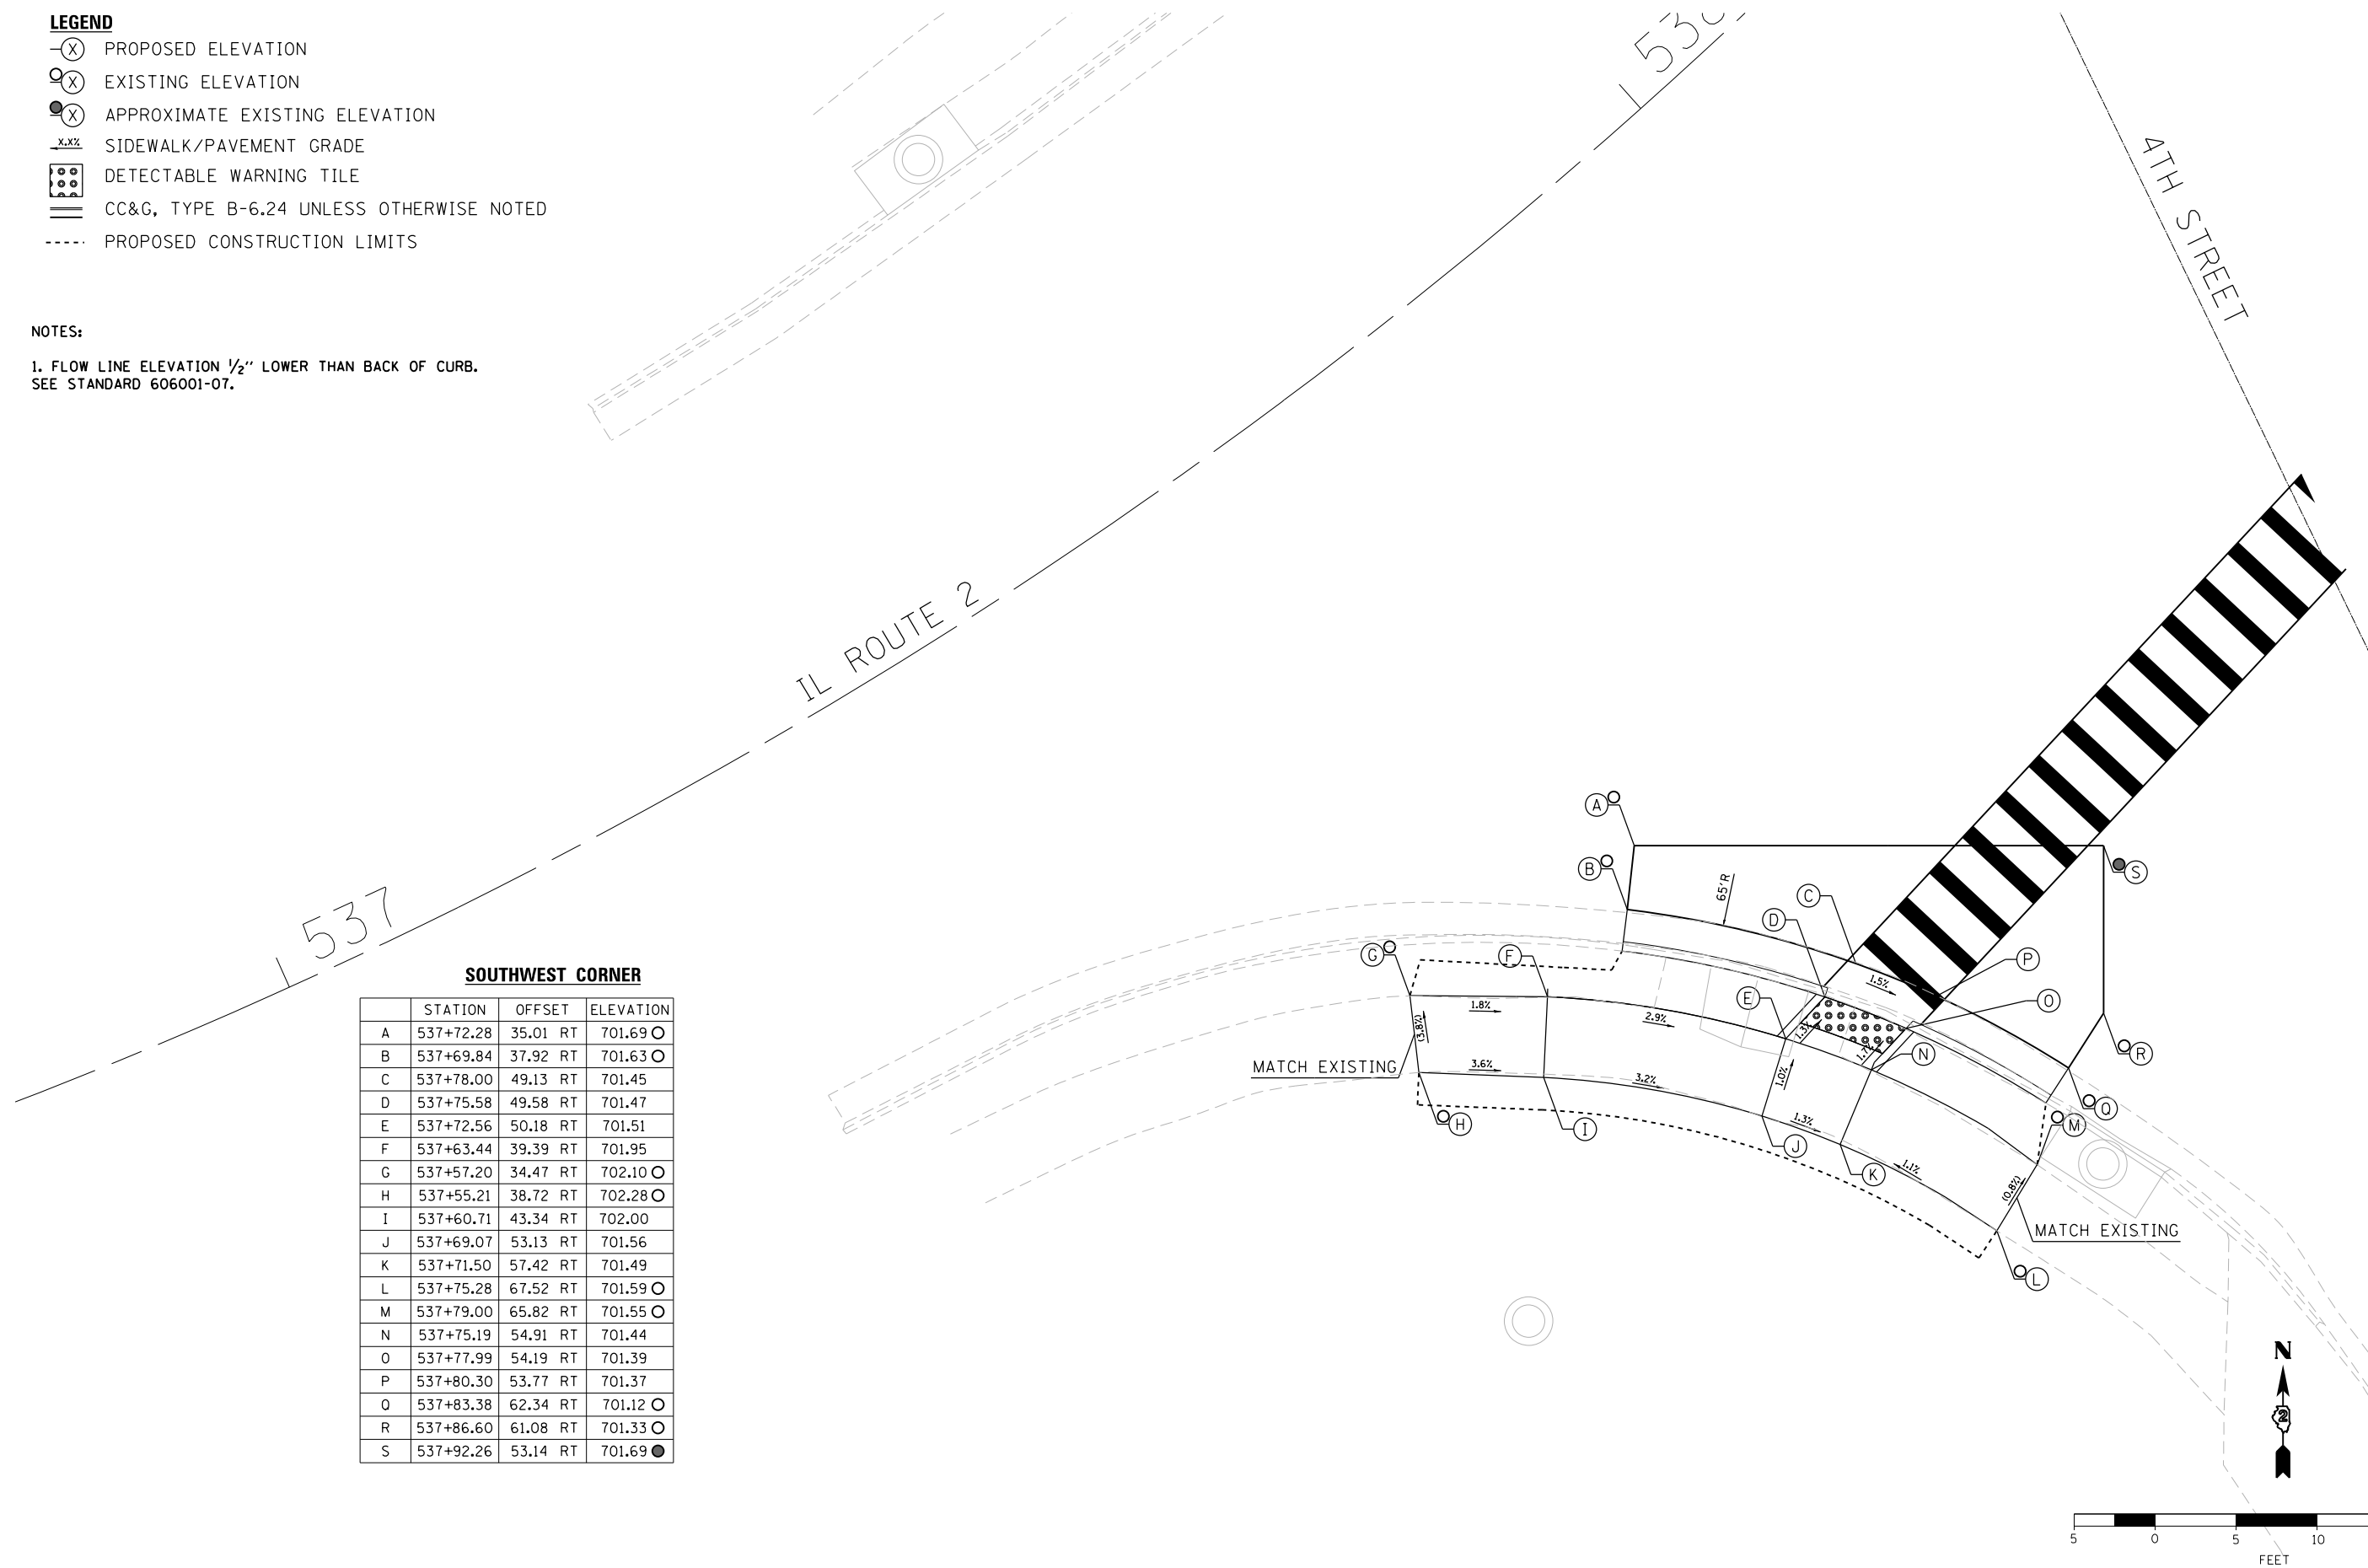 LEGEND
X PROPOSED ELEVATION
X EXISTING ELEVATION
X APPROXIMATE EXISTING ELEVATION
X.X% SIDEWALK/PAVEMENT GRADE
DETECTABLE WARNING TILE
CC&G, TYPE B-6.24 UNLESS OTHERWISE NOTED
PROPOSED CONSTRUCTION LIMITS
NOTES:
1. FLOW LINE ELEVATION ½" LOWER THAN BACK OF CURB.
SEE STANDARD 606001-07.
4TH STREET
IL ROUTE 2
537
A
B
S
65'R
C
D
G
F
P
1.5%
E
O
1.8%
2.9%
(3.8%)
1.3%
1.7%
N
R
MATCH EXISTING
3.6%
3.2%
1.0%
Q
H
I
1.3%
M
J
K
1.1%
(0.8%)
MATCH EXISTING
L
SOUTHWEST CORNER
STATION OFFSET ELEVATION
A 537+72.28 35.01 RT 701.69
B 537+69.84 37.92 RT 701.63
C 537+78.00 49.13 RT 701.45
D 537+75.58 49.58 RT 701.47
E 537+72.56 50.18 RT 701.51
F 537+63.44 39.39 RT 701.95
G 537+57.20 34.47 RT 702.10
H 537+55.21 38.72 RT 702.28
I 537+60.71 43.34 RT 702.00
J 537+69.07 53.13 RT 701.56
K 537+71.50 57.42 RT 701.49
L 537+75.28 67.52 RT 701.59
M 537+79.00 65.82 RT 701.55
N 537+75.19 54.91 RT 701.44
O 537+77.99 54.19 RT 701.39
P 537+80.30 53.77 RT 701.37
Q 537+83.38 62.34 RT 701.12
R 537+86.60 61.08 RT 701.33
S 537+92.26 53.14 RT 701.69
N
2
5 0 5 10
FEET